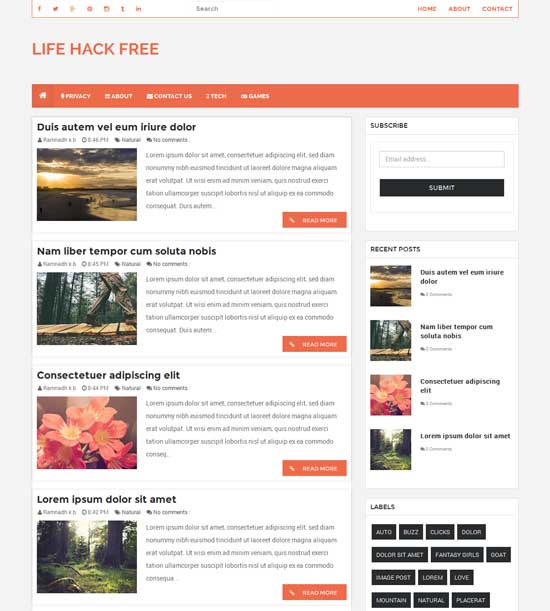 Search
HOME ABOUT CONTACT
LIFE HACK FREE
PRIVACY ABOUT CONTACT US TECH GAMES
Duis autem vel eum iriure dolor
Ramnadh k b 8:46 PM Natural No comments :
Lorem ipsum dolor sit amet, consectetuer adipiscing elit, sed diam
nonummy nibh euismod tincidunt ut laoreet dolore magna aliquam
erat volutpat. Ut wisi enim ad minim veniam, quis nostrud exerci
tation ullamcorper suscipit lobortis nisl ut aliquip ex ea commodo
consequat. Duis autem...
READ MORE
Nam liber tempor cum soluta nobis
Ramnadh k b 8:45 PM Natural No comments :
Lorem ipsum dolor sit amet, consectetuer adipiscing elit, sed diam
nonummy nibh euismod tincidunt ut laoreet dolore magna aliquam
erat volutpat. Ut wisi enim ad minim veniam, quis nostrud exerci
tation ullamcorper suscipit lobortis nisl ut aliquip ex ea commodo
consequat. Duis autem...
READ MORE
Consectetuer adipiscing elit
Ramnadh k b 8:44 PM Natural No comments :
Lorem ipsum dolor sit amet, consectetuer adipiscing elit, sed diam
nonummy nibh euismod tincidunt ut laoreet dolore magna aliquam
erat volutpat. Ut wisi enim ad minim veniam, quis nostrud exerci
tation ullamcorper suscipit lobortis nisl ut aliquip ex ea commodo
conseq...
READ MORE
Lorem ipsum dolor sit amet
Ramnadh k b 8:42 PM Natural No comments :
Lorem ipsum dolor sit amet, consectetuer adipiscing elit, sed diam
nonummy nibh euismod tincidunt ut laoreet dolore magna aliquam
erat volutpat. Ut wisi enim ad minim veniam, quis nostrud exerci
tation ullamcorper suscipit lobortis nisl ut aliquip ex ea commodo
consequa...
READ MORE
SUBSCRIBE
Email address...
SUBMIT
RECENT POSTS
Duis autem vel eum iriure
dolor
0 Comments
Nam liber tempor cum
soluta nobis
0 Comments
Consectetuer adipiscing
elit
0 Comments
Lorem ipsum dolor sit amet
0 Comments
LABELS
AUTO BUZZ CLICKS DOLOR
DOLOR SIT AMET FANTASY GIRLS GOAT
IMAGE POST LOREM LOVE
MOUNTAIN NATURAL PLACERAT